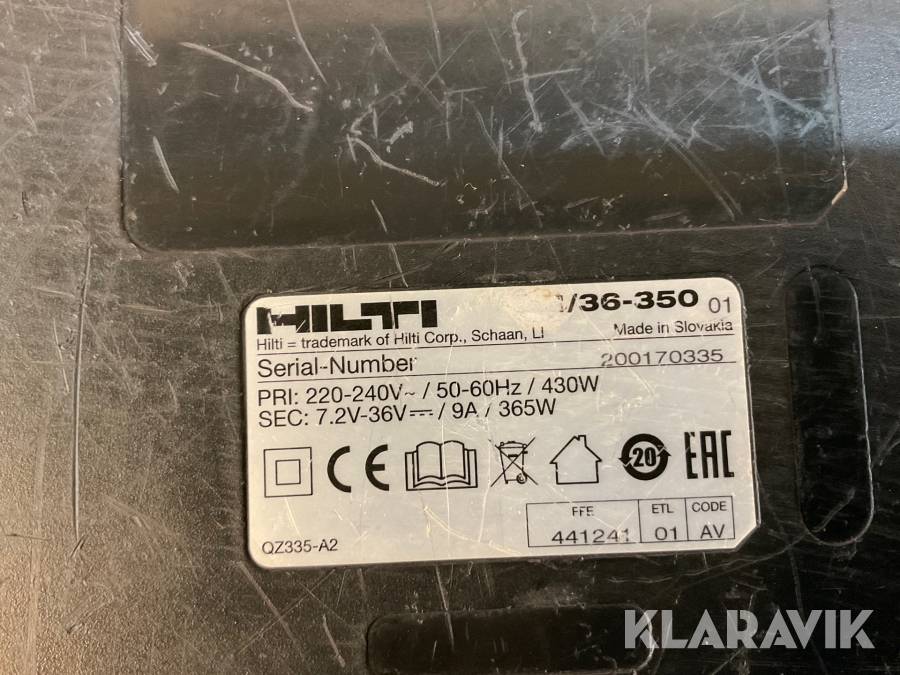 HILTI /36-350 01
Hilti = trademark of Hilti Corp., Schaan, LI Made in Slovakia
Serial-Number 200170335
PRI: 220-240V~ / 50-60Hz / 430W
SEC: 7.2V-36V⎓ / 9A / 365W
CE 20 EAC
FFE ETL CODE
441241 01 AV
QZ335-A2
KLARAVIK